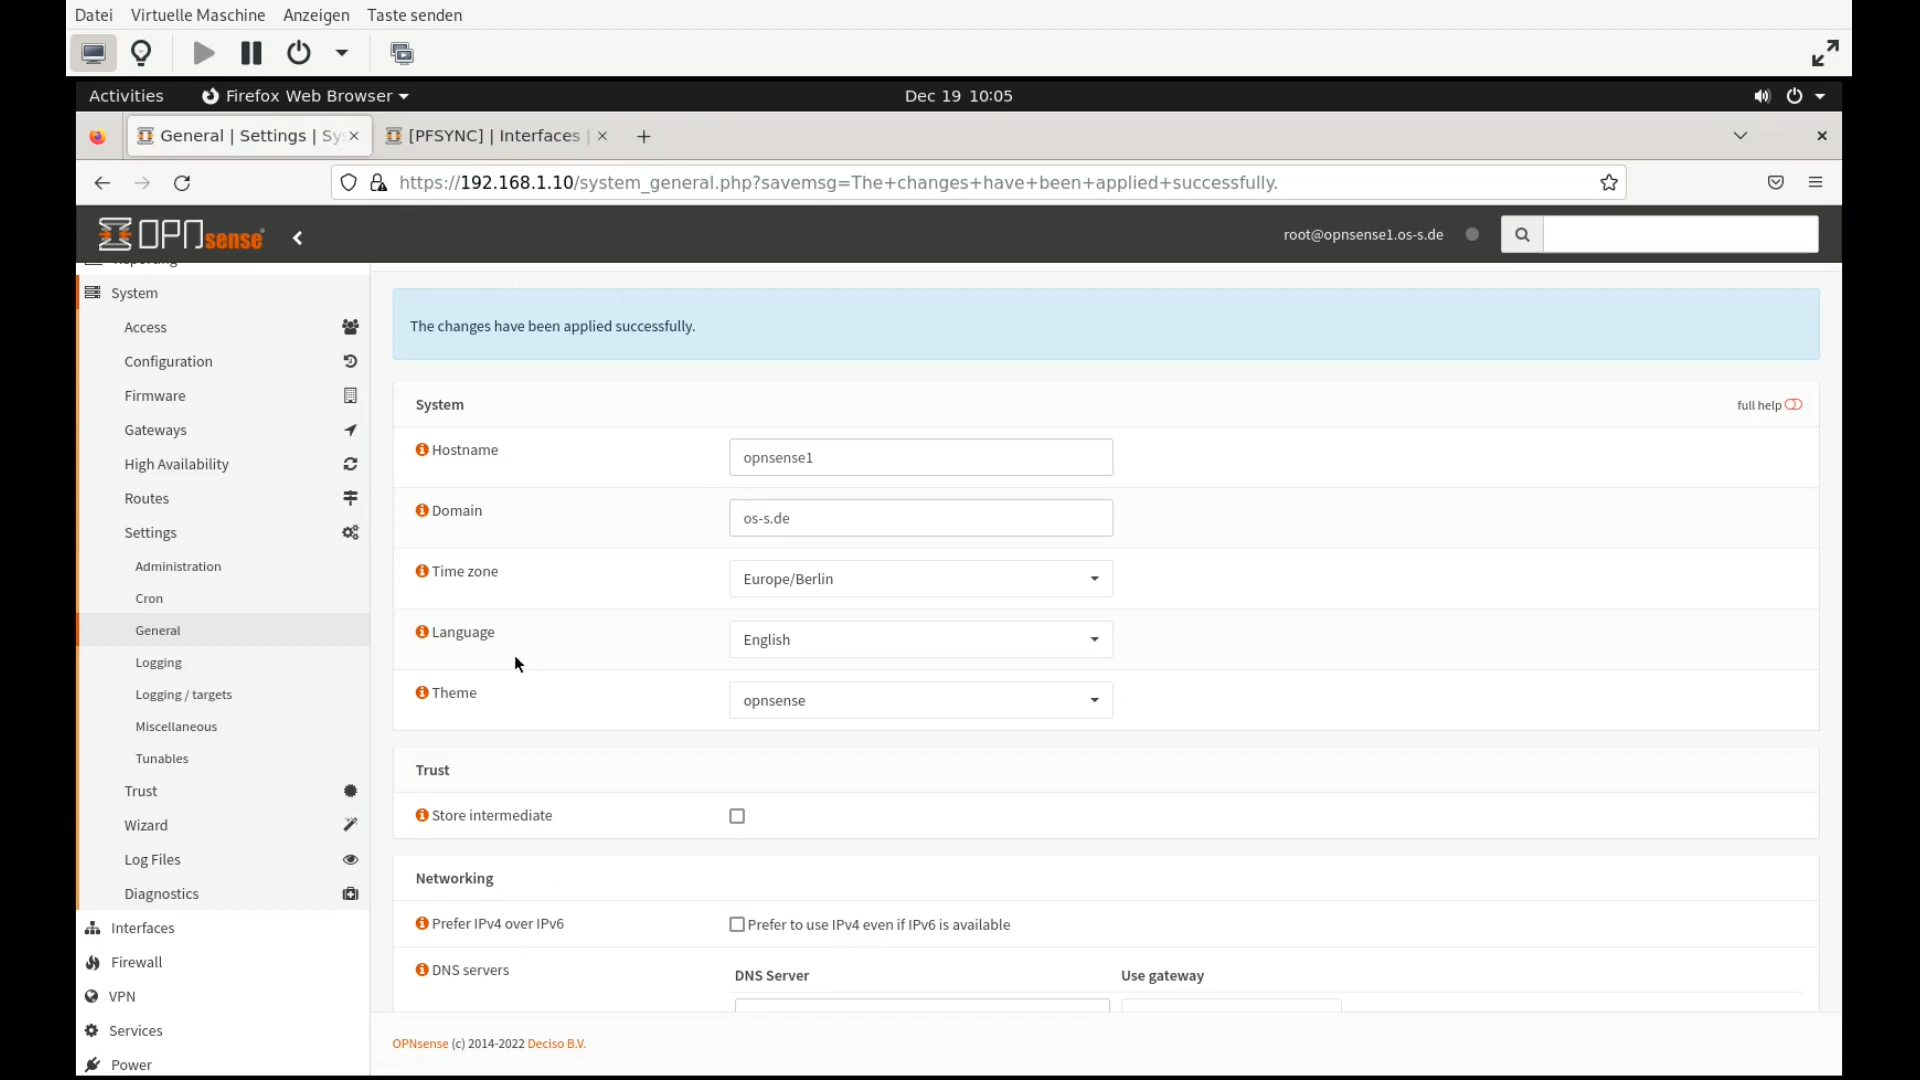 Datei Virtuelle Maschine Anzeigen Taste senden
Activities Firefox Web Browser Dec 19 10:05
General | Settings | Sy [PFSYNC] | Interfaces |
https://192.168.1.10/system_general.php?savemsg=The+changes+have+been+applied+successfully.
OPNsense root@opnsense1.os-s.de
Reporting
System
Access
Configuration
Firmware
Gateways
High Availability
Routes
Settings
Administration
Cron
General
Logging
Logging / targets
Miscellaneous
Tunables
Trust
Wizard
Log Files
Diagnostics
Interfaces
Firewall
VPN
Services
Power
The changes have been applied successfully.
System full help
Hostname opnsense1
Domain os-s.de
Time zone Europe/Berlin
Language English
Theme opnsense
Trust
Store intermediate
Networking
Prefer IPv4 over IPv6 Prefer to use IPv4 even if IPv6 is available
DNS servers DNS Server Use gateway
OPNsense (c) 2014-2022 Deciso B.V.